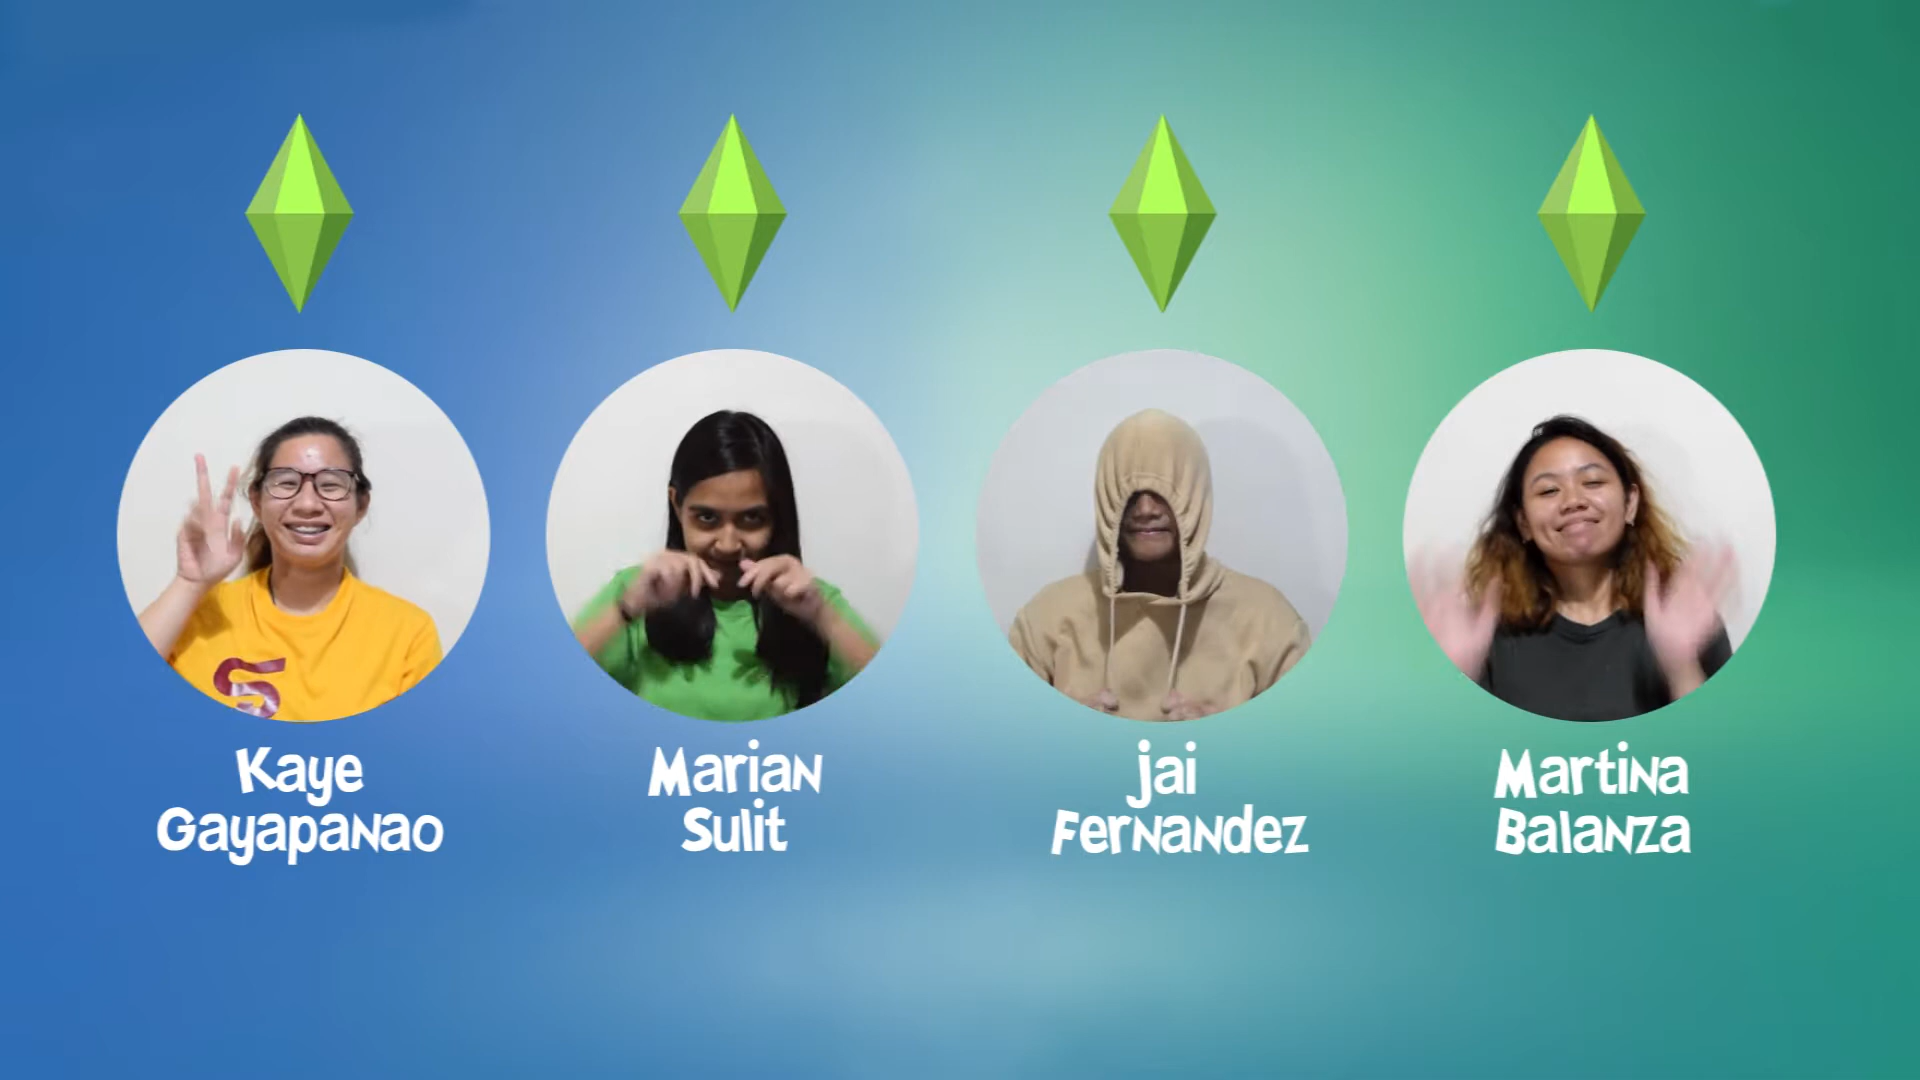 Kaye
Gayapanao
Marian
Sulit
Jai
Fernandez
Martina
Balanza
S